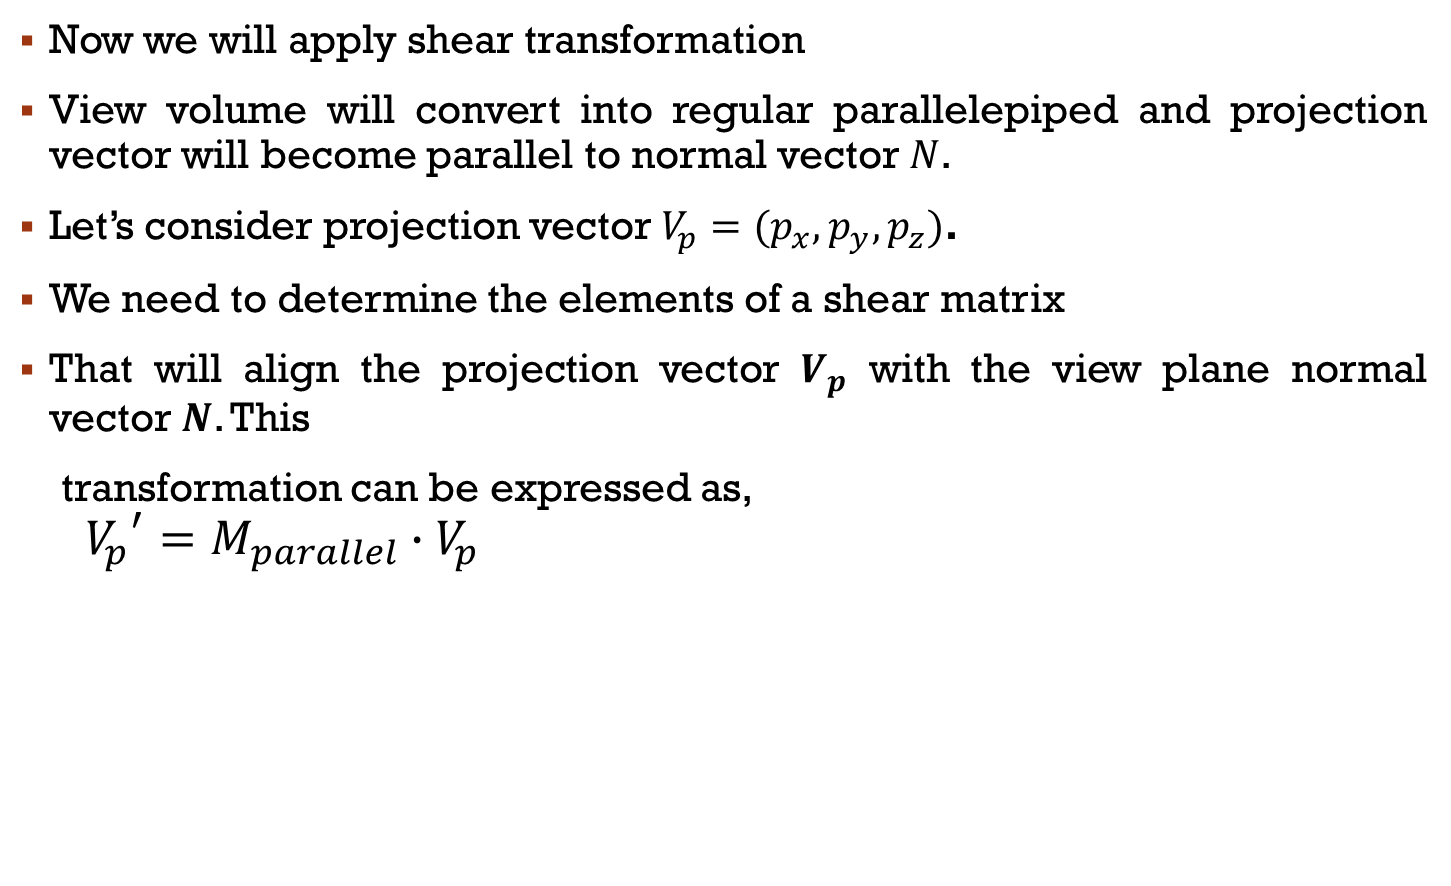 ▪ Now we will apply shear transformation
▪ View volume will convert into regular parallelepiped and projection
vector will become parallel to normal vector N.
▪ Let’s consider projection vector Vₚ = (pₓ, p_y, p_z).
▪ We need to determine the elements of a shear matrix
▪ That will align the projection vector Vₚ with the view plane normal
vector N. This
transformation can be expressed as,
Vₚ′ = M_parallel · Vₚ